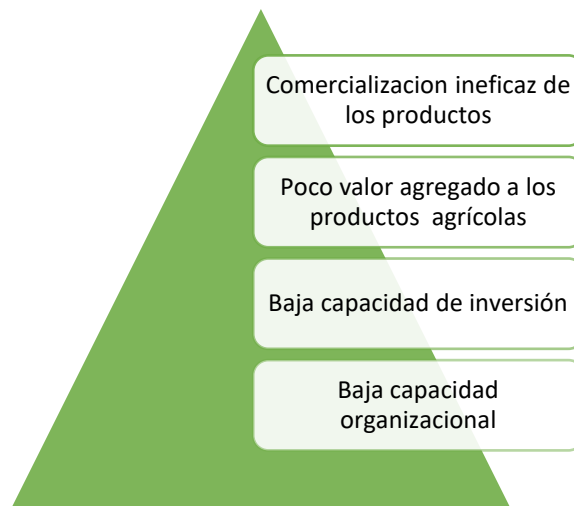 Comercializacion ineficaz de
los productos
Poco valor agregado a los
productos agrícolas
Baja capacidad de inversión
Baja capacidad
organizacional